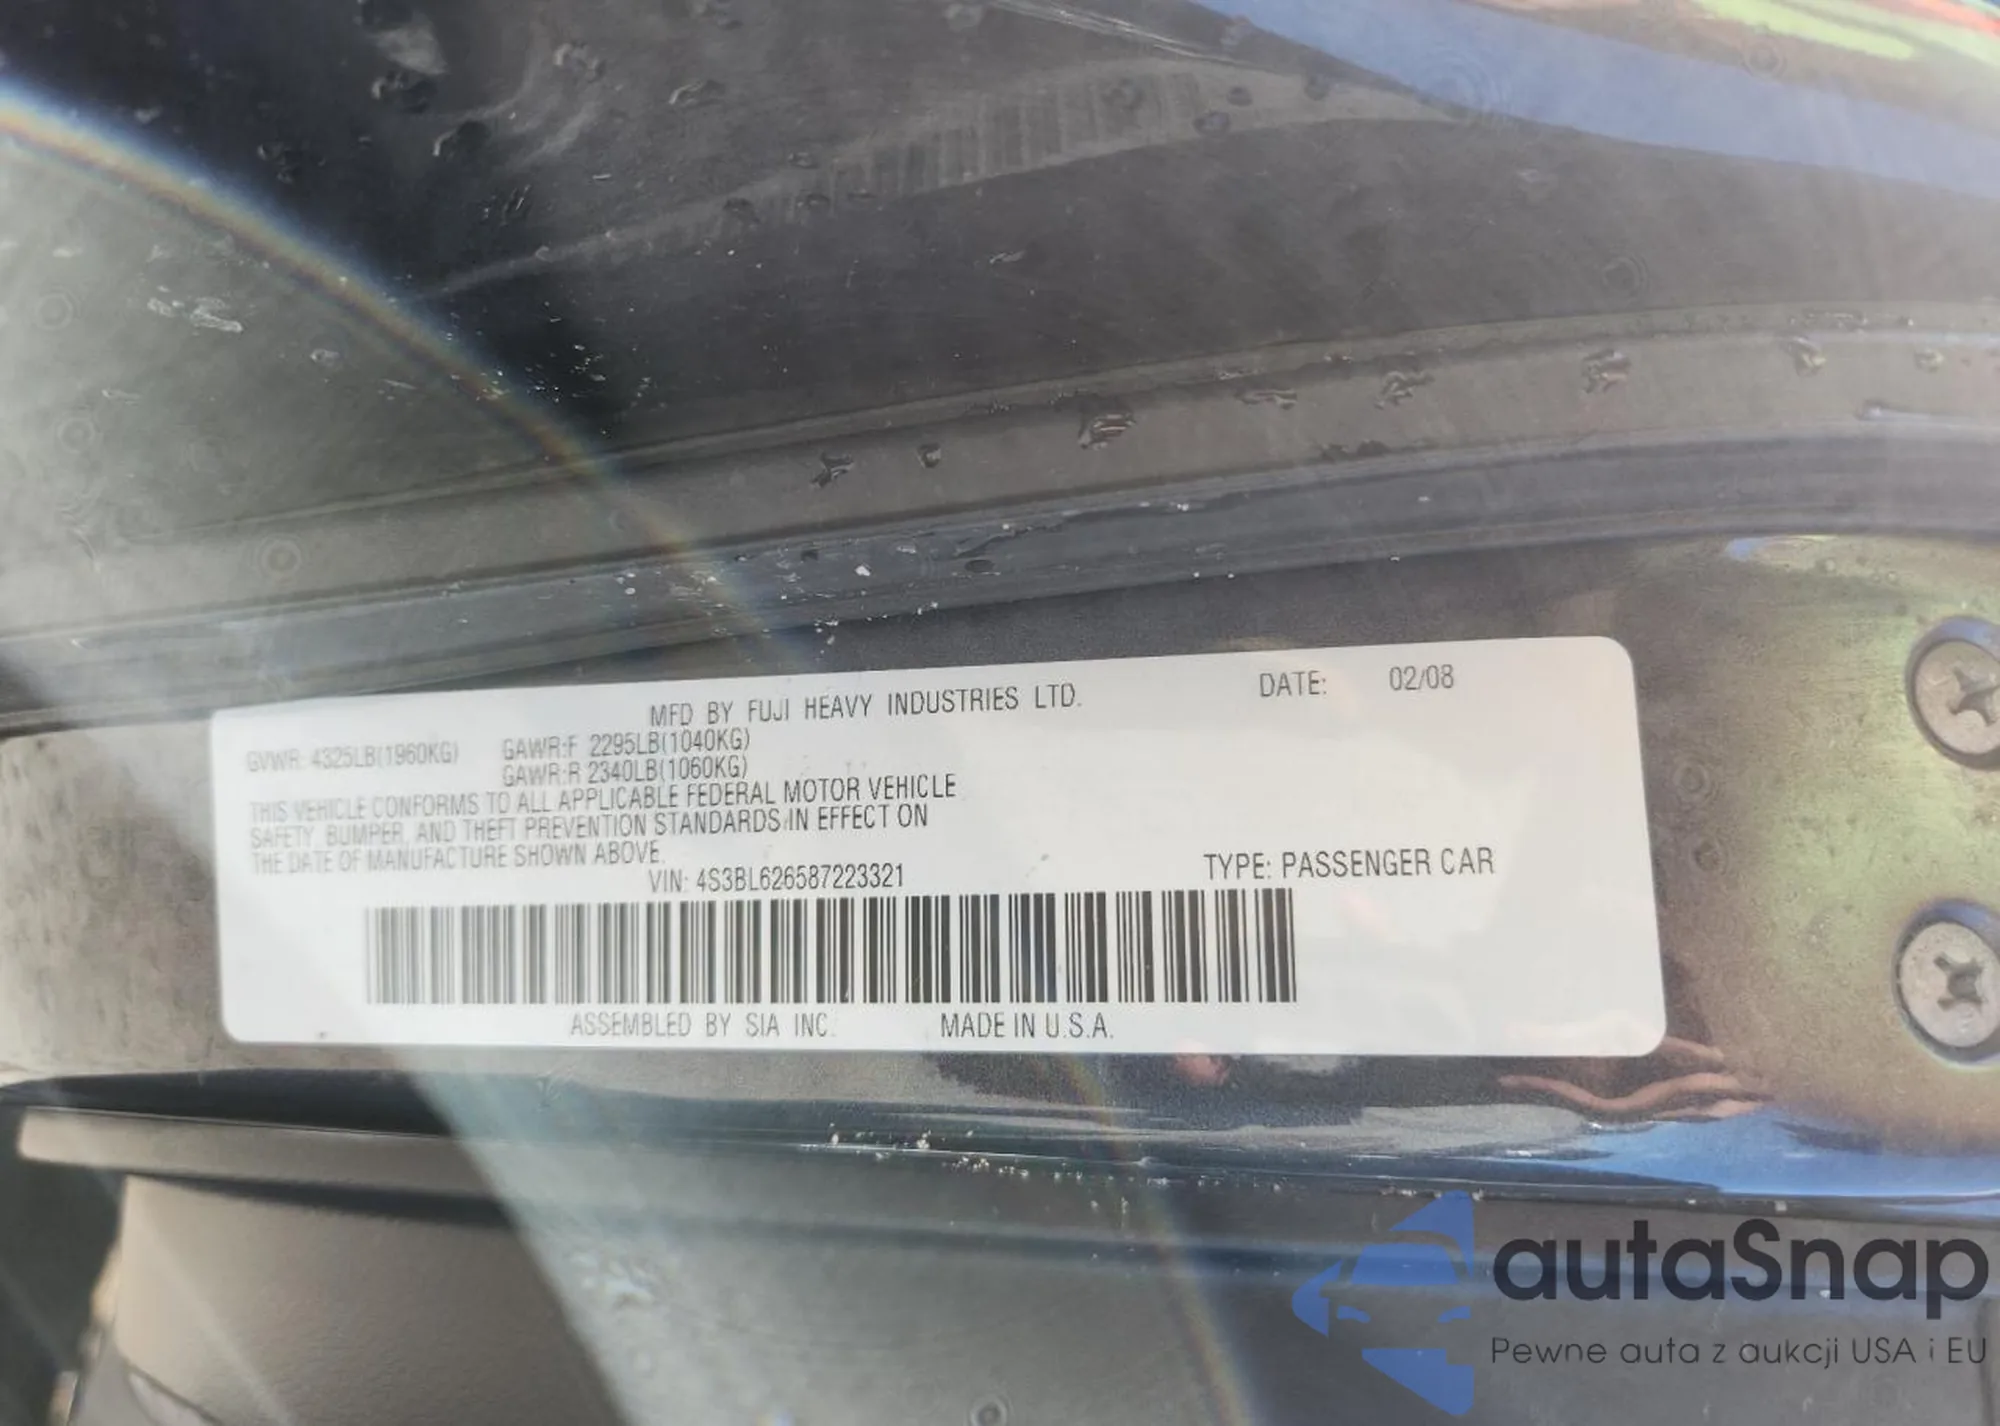 MFD BY FUJI HEAVY INDUSTRIES LTD. DATE: 02/08
GVWR: 4325LB(1960KG) GAWR:F 2295LB(1040KG)
GAWR:R 2340LB(1060KG)
THIS VEHICLE CONFORMS TO ALL APPLICABLE FEDERAL MOTOR VEHICLE
SAFETY, BUMPER, AND THEFT PREVENTION STANDARDS IN EFFECT ON
THE DATE OF MANUFACTURE SHOWN ABOVE.
VIN: 4S3BL626587223321 TYPE: PASSENGER CAR
ASSEMBLED BY SIA INC. MADE IN U.S.A.
autaSnap
Pewne auta z aukcji USA i EU